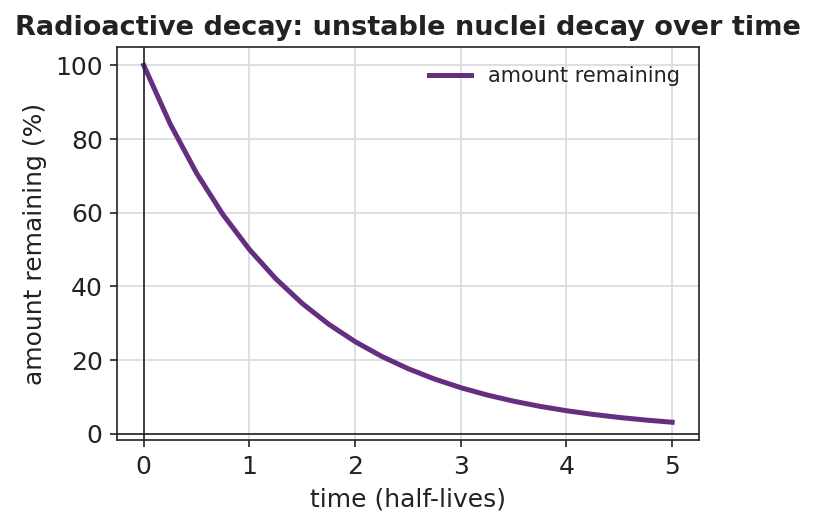 Radioactive decay: unstable nuclei decay over time
amount remaining
amount remaining (%)
100
80
60
40
20
0
0 1 2 3 4 5
time (half-lives)